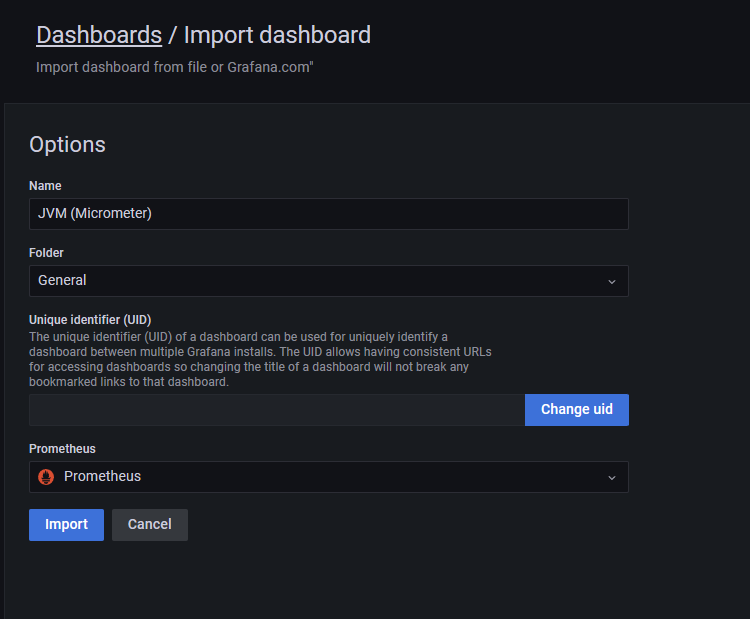 Dashboards / Import dashboard
Import dashboard from file or Grafana.com"
Options
Name
JVM (Micrometer)
Folder
General
Unique identifier (UID)
The unique identifier (UID) of a dashboard can be used for uniquely identify a
dashboard between multiple Grafana installs. The UID allows having consistent URLs
for accessing dashboards so changing the title of a dashboard will not break any
bookmarked links to that dashboard.
Change uid
Prometheus
Prometheus
Import Cancel